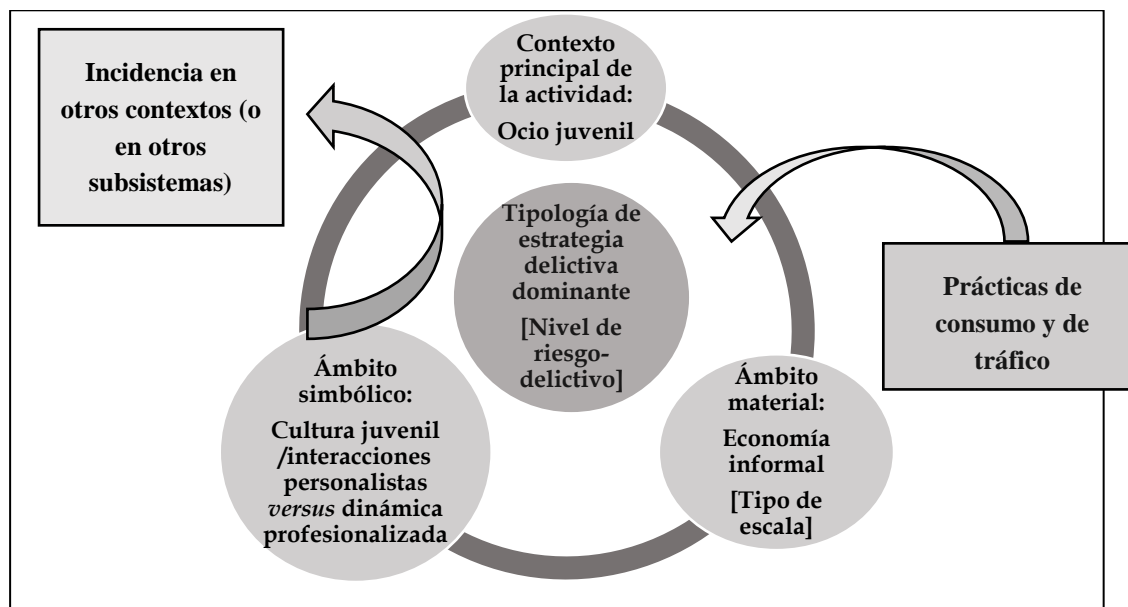 Incidencia en
otros contextos (o
en otros
subsistemas)
Contexto
principal de
la actividad:
Ocio juvenil
Tipología de
estrategia
delictiva
dominante
[Nivel de
riesgo-
delictivo]
Prácticas de
consumo y de
tráfico
Ámbito
simbólico:
Cultura juvenil
/interacciones
personalistas
versus dinámica
profesionalizada
Ámbito
material:
Economía
informal
[Tipo de
escala]